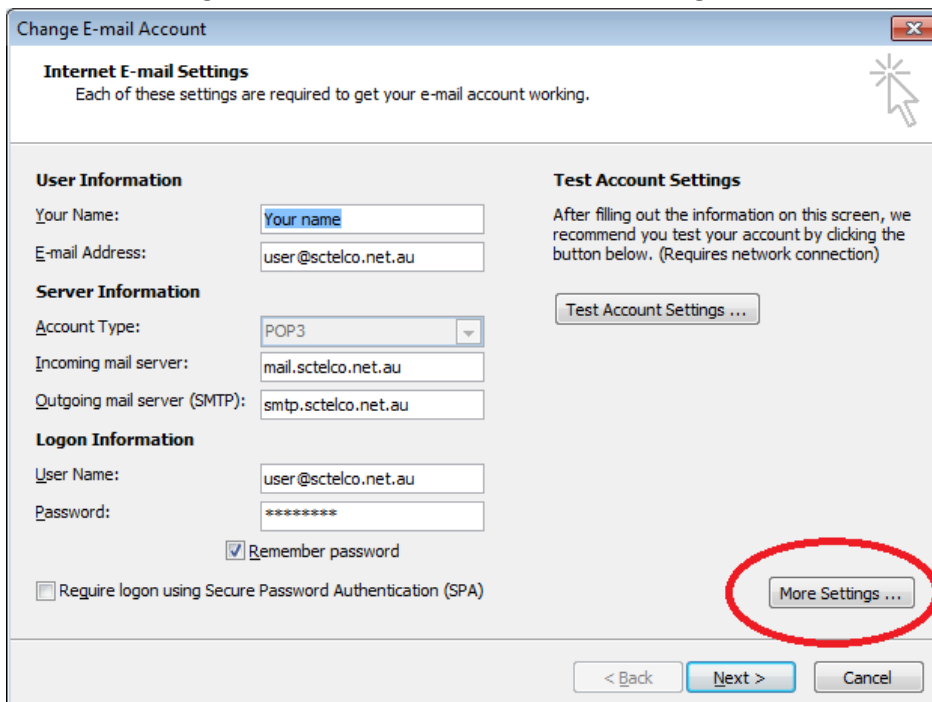 Change E-mail Account
Internet E-mail Settings
Each of these settings are required to get your e-mail account working.
User Information
Your Name:
Your name
E-mail Address:
user@sctelco.net.au
Server Information
Account Type:
POP3
Incoming mail server:
mail.sctelco.net.au
Outgoing mail server (SMTP):
smtp.sctelco.net.au
Logon Information
User Name:
user@sctelco.net.au
Password:
********
Remember password
Require logon using Secure Password Authentication (SPA)
Test Account Settings
After filling out the information on this screen, we
recommend you test your account by clicking the
button below. (Requires network connection)
Test Account Settings ...
More Settings ...
< Back
Next >
Cancel